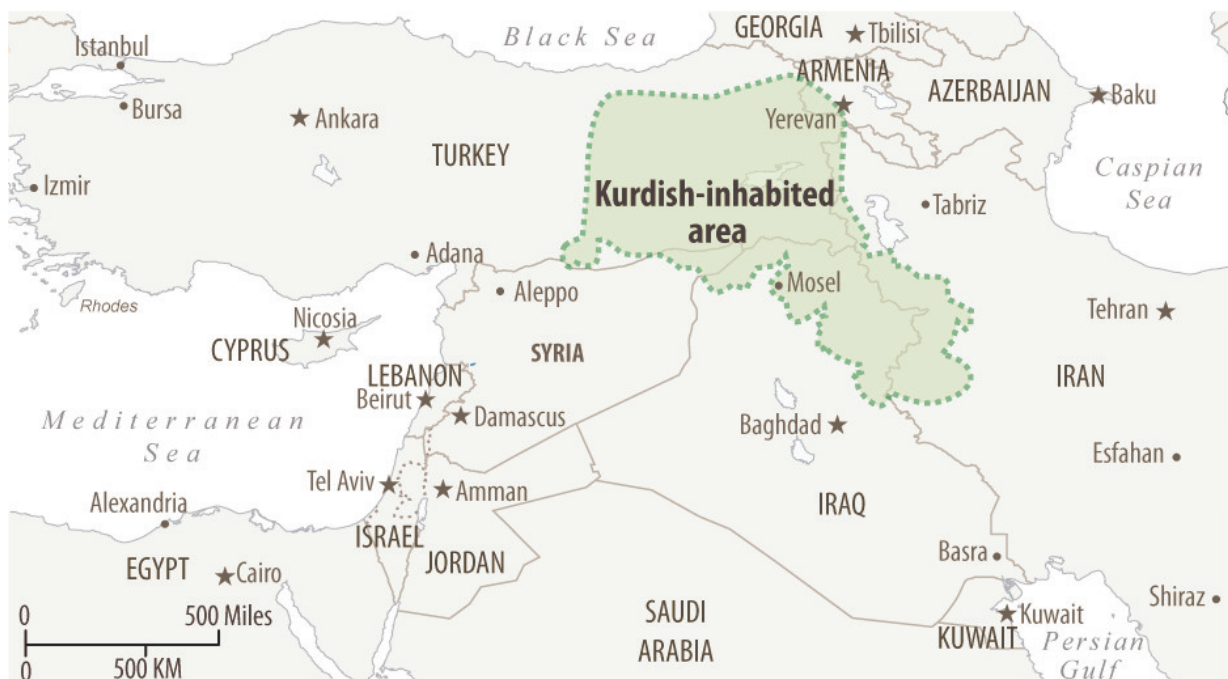 Black Sea
GEORGIA
Tbilisi
Istanbul
ARMENIA
AZERBAIJAN
Baku
Bursa
Ankara
Yerevan
TURKEY
Caspian
Sea
Izmir
Kurdish-inhabited
area
Tabriz
Adana
Mosel
Aleppo
Rhodes
Nicosia
Tehran
CYPRUS
SYRIA
LEBANON
IRAN
Beirut
Damascus
Baghdad
Mediterranean
Sea
Esfahan
Tel Aviv
Amman
Alexandria
IRAQ
ISRAEL
Basra
JORDAN
EGYPT
Cairo
Shiraz
0
500 Miles
SAUDI
ARABIA
Kuwait
KUWAIT
Persian
Gulf
0
500 KM